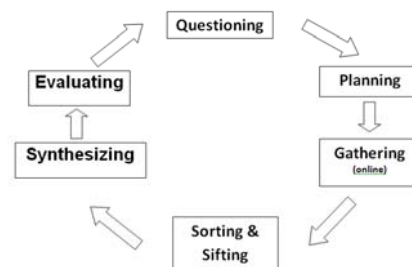 Questioning
Planning
Gathering
(online)
Sorting &
Sifting
Synthesizing
Evaluating